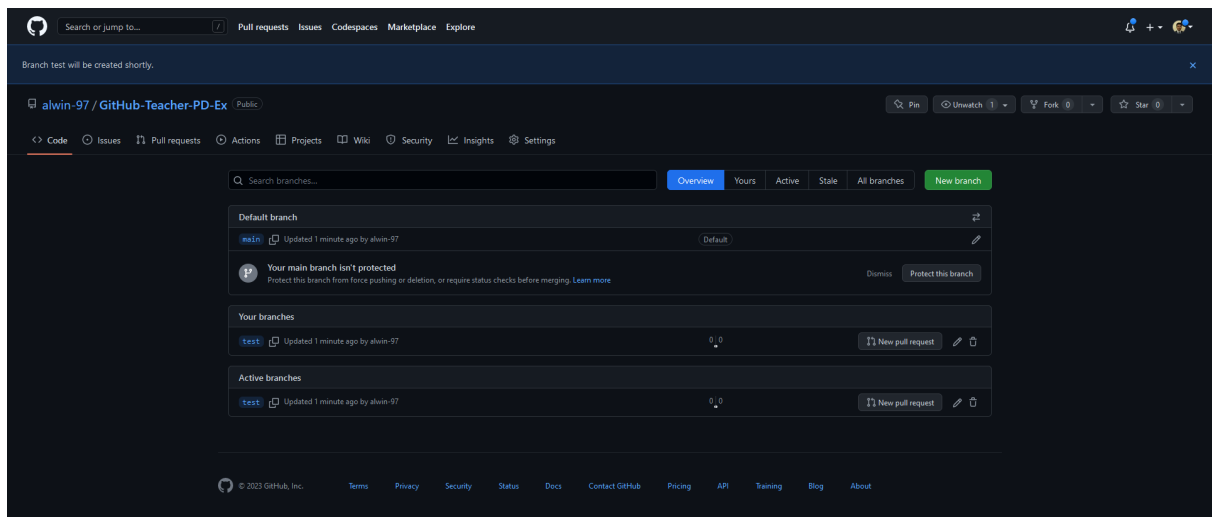 Search or jump to... / Pull requests Issues Codespaces Marketplace Explore
Branch test will be created shortly.
alwin-97 / GitHub-Teacher-PD-Ex Public Pin Unwatch 1 Fork 0 Star 0
Code Issues Pull requests Actions Projects Wiki Security Insights Settings
Search branches... Overview Yours Active Stale All branches New branch
Default branch
main Updated 1 minute ago by alwin-97 Default
Your main branch isn't protected
Protect this branch from force pushing or deletion, or require status checks before merging. Learn more Dismiss Protect this branch
Your branches
test Updated 1 minute ago by alwin-97 0 0 New pull request
Active branches
test Updated 1 minute ago by alwin-97 0 0 New pull request
© 2023 GitHub, Inc. Terms Privacy Security Status Docs Contact GitHub Pricing API Training Blog About